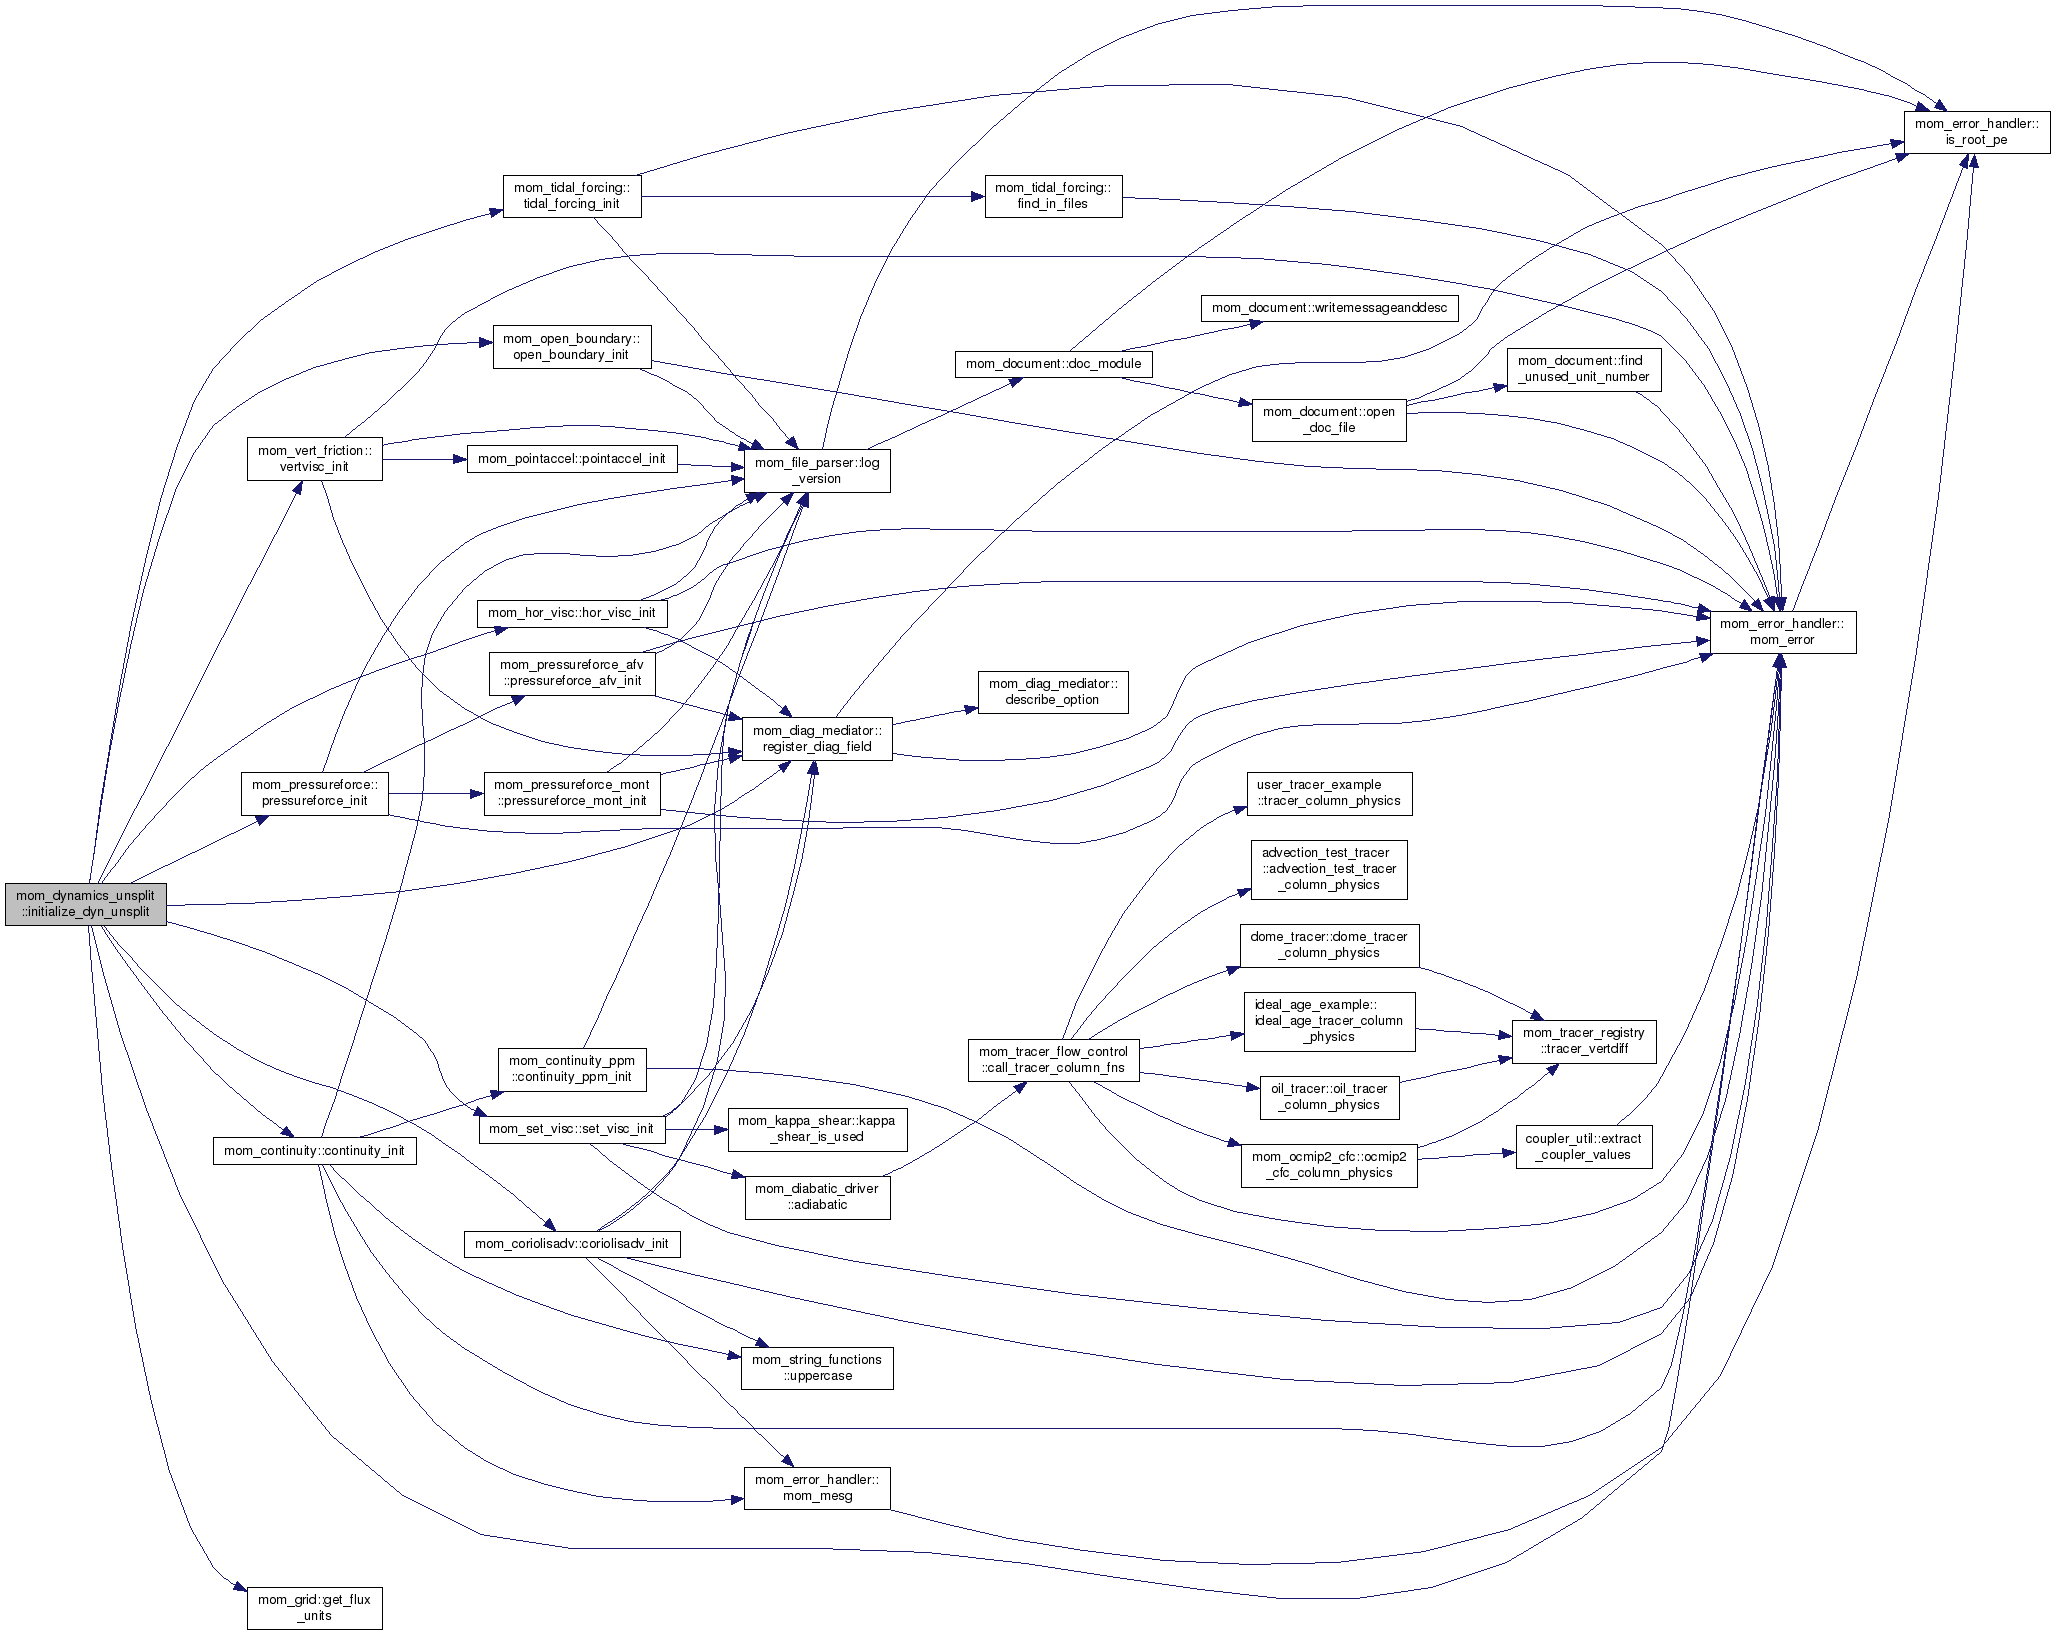 mom_error_handler::
is_root_pe
mom_tidal_forcing::
tidal_forcing_init
mom_tidal_forcing::
find_in_files
mom_document::writemessageanddesc
mom_open_boundary::
open_boundary_init
mom_document::doc_module
mom_document::find
_unused_unit_number
mom_document::open
_doc_file
mom_vert_friction::
vertvisc_init
mom_pointaccel::pointaccel_init
mom_file_parser::log
_version
mom_hor_visc::hor_visc_init
mom_error_handler::
mom_error
mom_pressureforce_afv
::pressureforce_afv_init
mom_diag_mediator::
describe_option
mom_diag_mediator::
register_diag_field
mom_pressureforce::
pressureforce_init
mom_pressureforce_mont
::pressureforce_mont_init
user_tracer_example
::tracer_column_physics
advection_test_tracer
::advection_test_tracer
_column_physics
mom_dynamics_unsplit
::initialize_dyn_unsplit
dome_tracer::dome_tracer
_column_physics
ideal_age_example::
ideal_age_tracer_column
_physics
mom_tracer_registry
::tracer_vertdiff
mom_tracer_flow_control
::call_tracer_column_fns
mom_continuity_ppm
::continuity_ppm_init
oil_tracer::oil_tracer
_column_physics
mom_set_visc::set_visc_init
mom_kappa_shear::kappa
_shear_is_used
coupler_util::extract
_coupler_values
mom_continuity::continuity_init
mom_ocmip2_cfc::ocmip2
_cfc_column_physics
mom_diabatic_driver
::adiabatic
mom_coriolisadv::coriolisadv_init
mom_string_functions
::uppercase
mom_error_handler::
mom_mesg
mom_grid::get_flux
_units